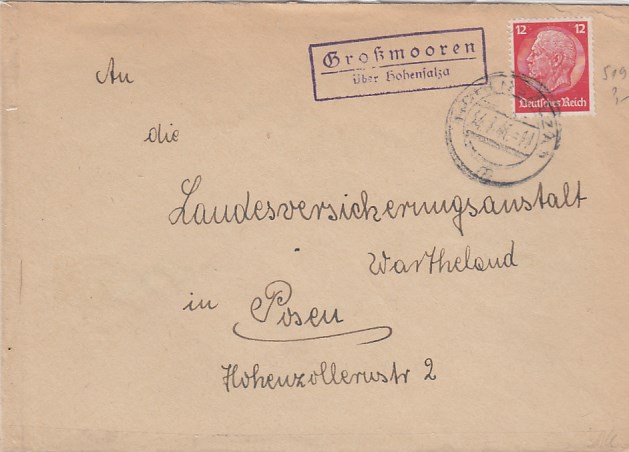 Großmooren
über Hohensalza
12 12
Deutsches Reich
An
die
Landesversicherungsanstalt
Wartheland
in Posen
Hohenzollernstr 2